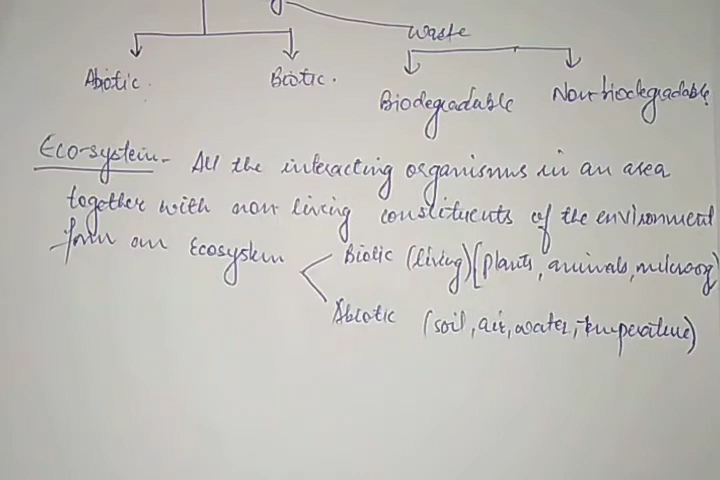 Waste
Abiotic. Biotic.
Biodegradable Non-biodegradable
Eco-system- All the interacting organisms in an area
together with non living constituents of the environment
form an Ecosystem Biotic (living) [plants, animals, microorg)
Abiotic (soil, air, water, temperature)